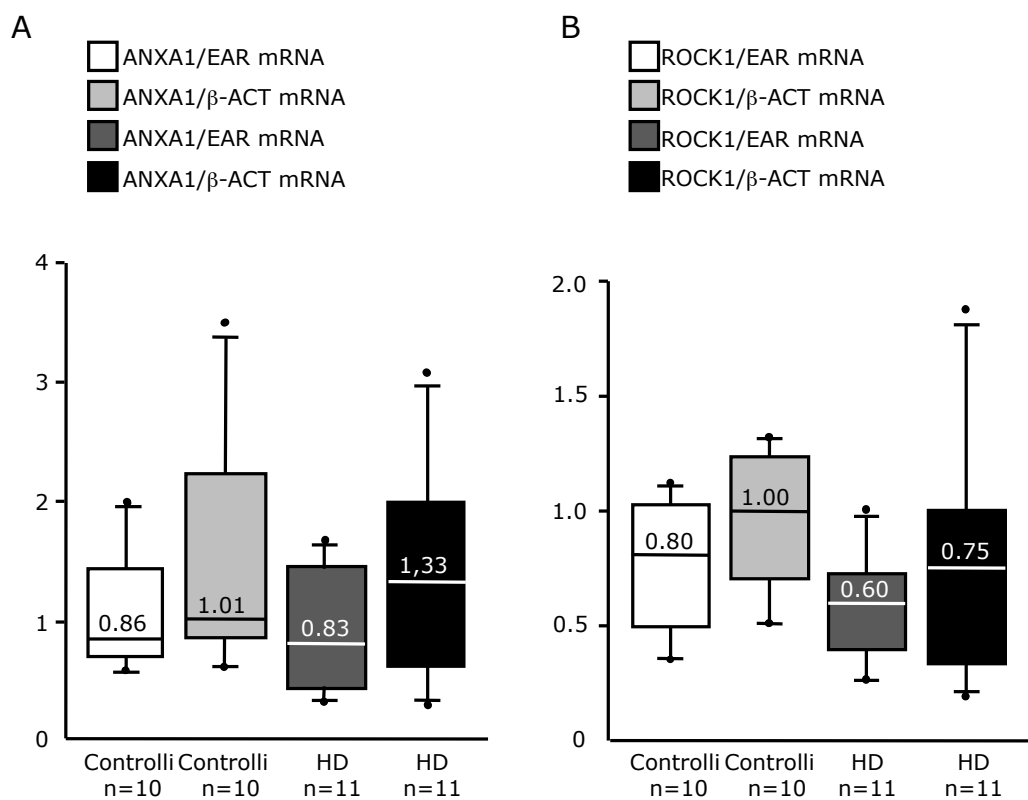 A
ANXA1/EAR mRNA
ANXA1/β-ACT mRNA
ANXA1/EAR mRNA
ANXA1/β-ACT mRNA
4
3
2
1
0
0.86
1.01
0.83
1,33
Controlli Controlli HD HD
n=10 n=10 n=11 n=11
B
ROCK1/EAR mRNA
ROCK1/β-ACT mRNA
ROCK1/EAR mRNA
ROCK1/β-ACT mRNA
2.0
1.5
1.0
0.5
0
0.80
1.00
0.60
0.75
Controlli Controlli HD HD
n=10 n=10 n=11 n=11